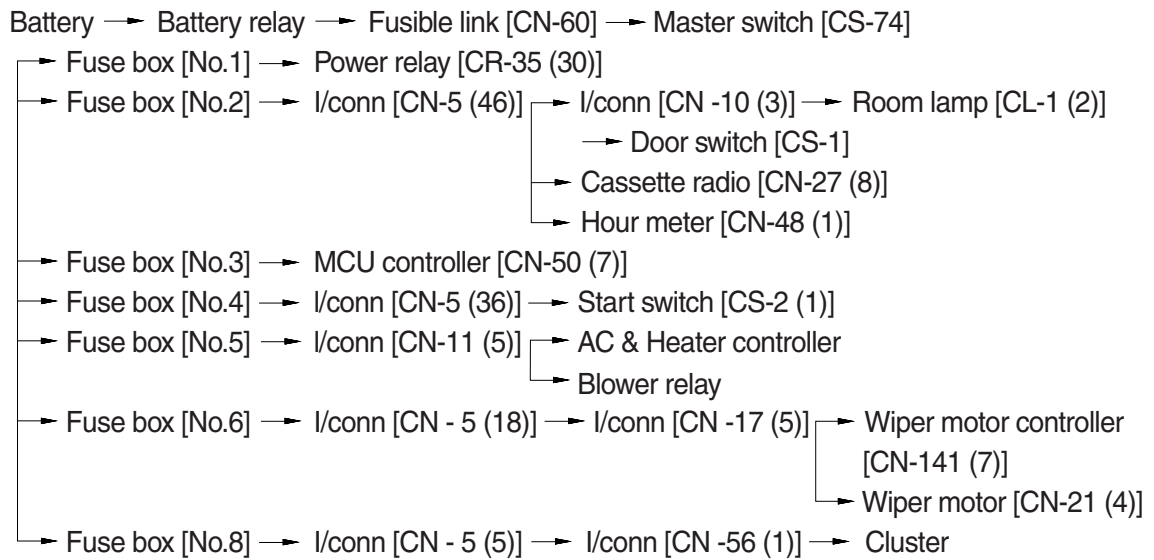 Battery → Battery relay → Fusible link [CN-60] → Master switch [CS-74]
→ Fuse box [No.1] → Power relay [CR-35 (30)]
→ Fuse box [No.2] → I/conn [CN-5 (46)] → I/conn [CN -10 (3)] → Room lamp [CL-1 (2)]
→ Door switch [CS-1]
→ Cassette radio [CN-27 (8)]
→ Hour meter [CN-48 (1)]
→ Fuse box [No.3] → MCU controller [CN-50 (7)]
→ Fuse box [No.4] → I/conn [CN-5 (36)] → Start switch [CS-2 (1)]
→ Fuse box [No.5] → I/conn [CN-11 (5)] → AC & Heater controller
→ Blower relay
→ Fuse box [No.6] → I/conn [CN - 5 (18)] → I/conn [CN -17 (5)] → Wiper motor controller
[CN-141 (7)]
→ Wiper motor [CN-21 (4)]
→ Fuse box [No.8] → I/conn [CN - 5 (5)] → I/conn [CN -56 (1)] → Cluster